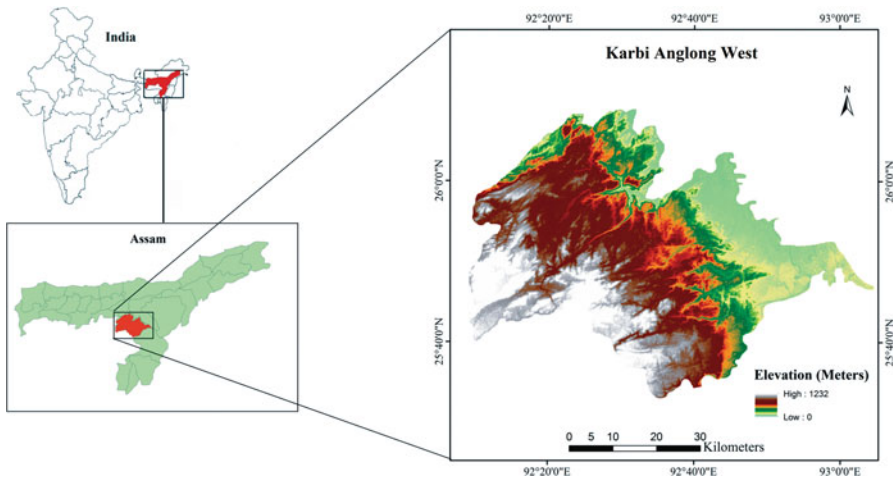 India
Assam
92°20'0"E 92°40'0"E 93°0'0"E
Karbi Anglong West
N
26°0'0"N
26°0'0"N
25°40'0"N
25°40'0"N
Elevation (Meters)
High : 1232
Low : 0
0 5 10 20 30
Kilometers
92°20'0"E 92°40'0"E 93°0'0"E